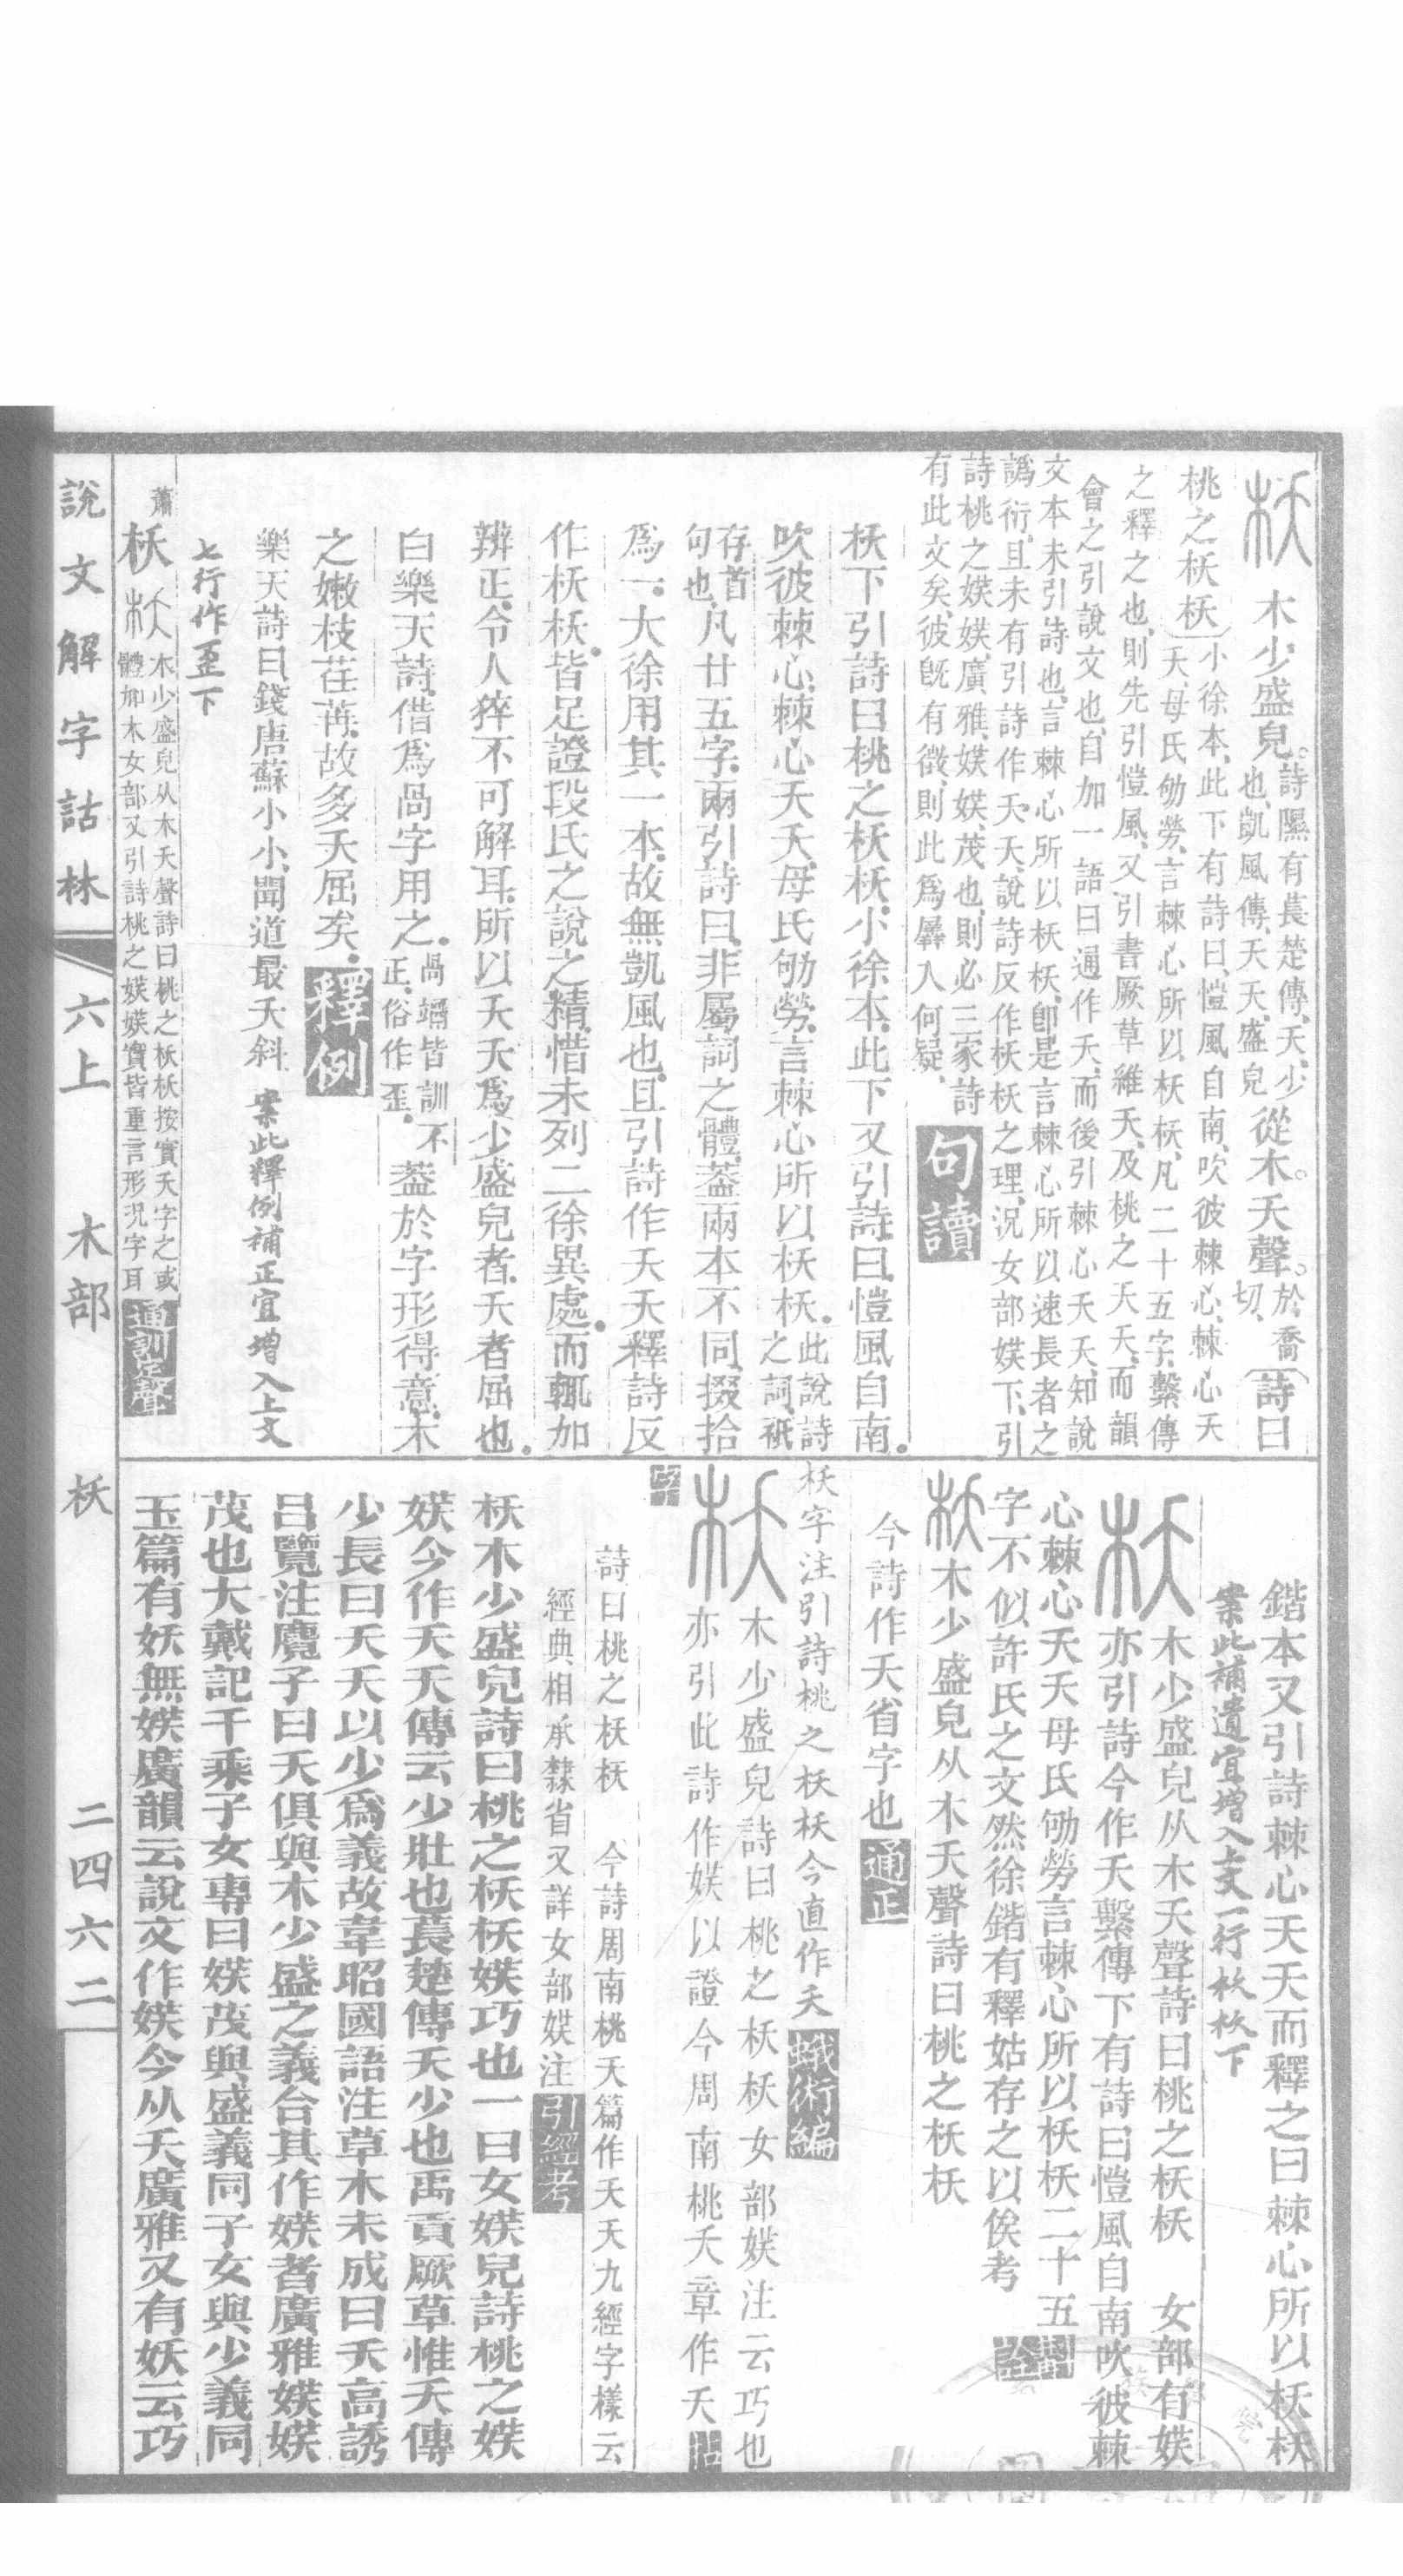 枖木少盛皃。詩隰有萇楚傳、夭、少也、凱風傳、夭夭、盛皃從木。夭聲。於喬切、詩曰
桃之枖枖小徐本、此下有詩曰、愷風自南、吹彼棘心、棘心夭夭、母氏劬勞、言棘心所以枖枖、凡二十五字、繫傳
之釋之也、則先引愷風、又引書厥草維夭、及桃之夭夭、而韻
會之引說文也、自加一語曰通作夭、而後引棘心夭夭、知說
文本未引詩也、言棘心所以枖枖、卽是言棘心所以速長者之
譌衍、且未有引詩作夭夭、說詩反作枖枖之理、況女部媄下、引
詩桃之媄媄、廣雅、媄媄、茂也、則必三家詩
有此文矣、彼旣有徵、則此爲羼入何疑、句讀
枖下引詩曰桃之枖枖、小徐本、此下又引詩曰、愷風自南、
吹彼棘心、棘心夭夭、母氏劬勞、言棘心所以枖枖、此說詩之詞、祇
存首句也、凡廿五字、兩引詩曰、非屬詞之體、蓋兩本不同、掇拾
爲一、大徐用其一本、故無凱風也、且引詩作夭夭、釋詩反
作枖枖、皆足證段氏之說之精、惜未列二徐異處、而輒加
辨正、令人猝不可解耳、所以夭夭爲少盛皃者、夭者屈也、
白樂天詩、借爲咼字用之、咼竵皆訓不正、俗作歪、蓋於字形得意、木
之嫩枝荏苒、故多夭屈矣、釋例
樂天詩曰、錢唐蘇小小、聞道最夭斜案此釋例補正宜增入上文
七行作歪下
蕭枖木少盛皃从木夭聲詩曰桃之枖枖按實夭字之或體加木女部又引詩桃之媄媄實皆重言形況字耳通訓定聲
鍇本又引詩棘心夭夭而釋之曰棘心所以枖枖
案此補遺宜增入上文一行枚枚下
枖木少盛皃从木夭聲詩曰桃之枖枖 女部有媄
亦引詩今作夭繫傳下有詩曰愷風自南吹彼棘
心棘心夭夭母氏劬勞言棘心所以枖枖二十五
字不似許氏之文然徐鍇有釋姑存之以俟考
枖木少盛皃从木夭聲詩曰桃之枖枖
今詩作夭省字也通正
枖字注引詩桃之枖枖今直作夭蛾術編
枖木少盛皃詩曰桃之枖枖女部媄注云巧也
亦引此詩作媄以證今周南桃夭章作夭
詩曰桃之枖枖 今詩周南桃夭篇作夭夭九經字樣云
經典相承隸省又詳女部媄注引經考
枖木少盛皃詩曰桃之枖枖媄巧也一曰女媄皃詩桃之媄
媄今作夭夭傳云少壯也萇楚傳夭少也禹貢厥草惟夭傳
少長曰夭夭以少爲義故韋昭國語注草木未成曰夭高誘
呂覽注麑子曰夭俱與木少盛之義合其作媄者廣雅媄媄
茂也大戴記千乘子女專曰媄茂與盛義同子女與少義同
玉篇有妖無媄廣韻云說文作媄今从夭廣雅又有妖云巧
說文解字詁林 六上 木部 枖 二四六二